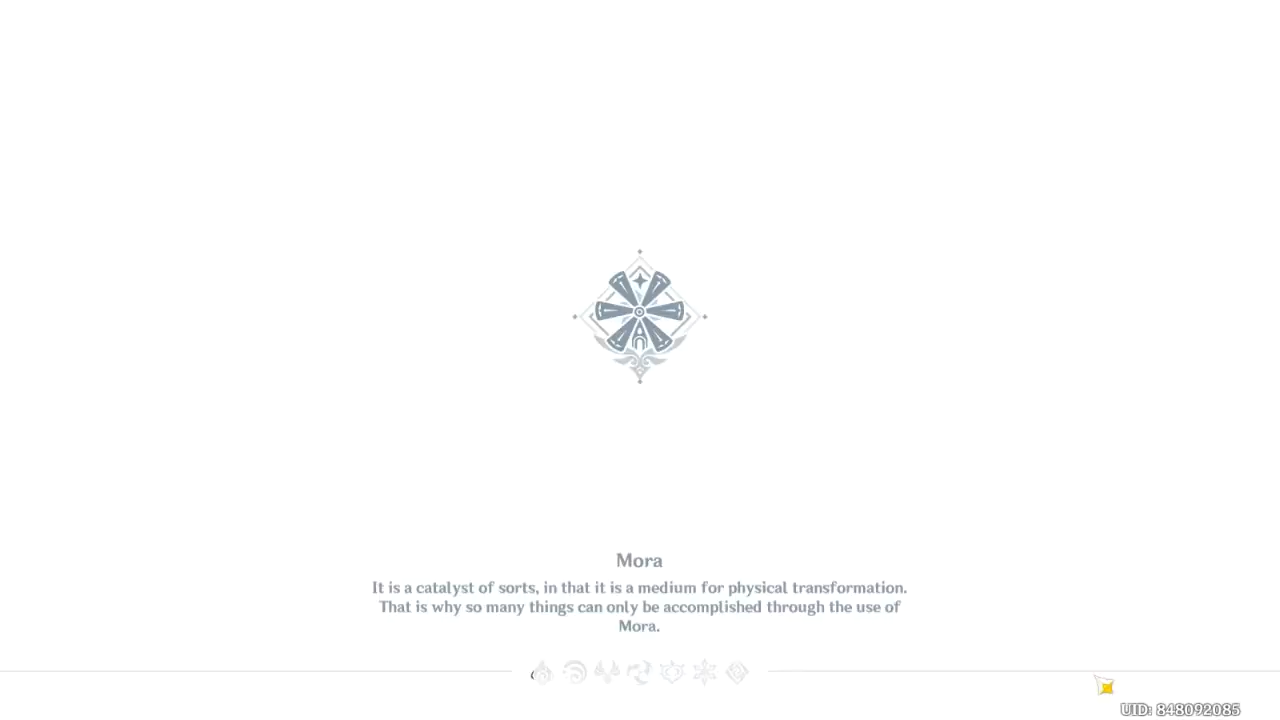 Mora
It is a catalyst of sorts, in that it is a medium for physical transformation.
That is why so many things can only be accomplished through the use of
Mora.
UID: 848092085